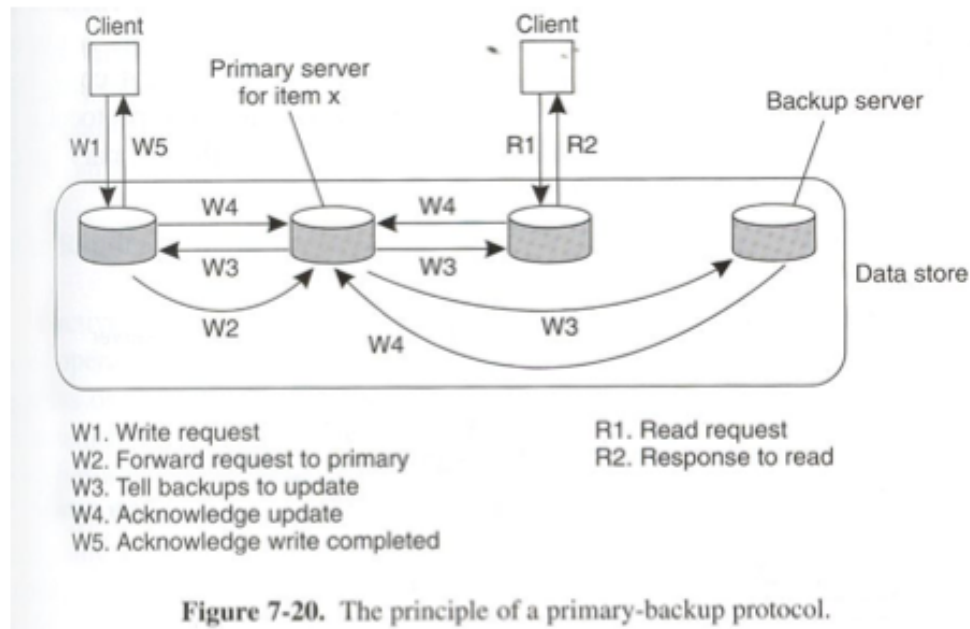 Client
Client
Primary server
for item x
Backup server
W1
W5
R1
R2
W4
W4
W3
W3
Data store
W2
W3
W4
W1. Write request
W2. Forward request to primary
W3. Tell backups to update
W4. Acknowledge update
W5. Acknowledge write completed
R1. Read request
R2. Response to read
Figure 7-20. The principle of a primary-backup protocol.